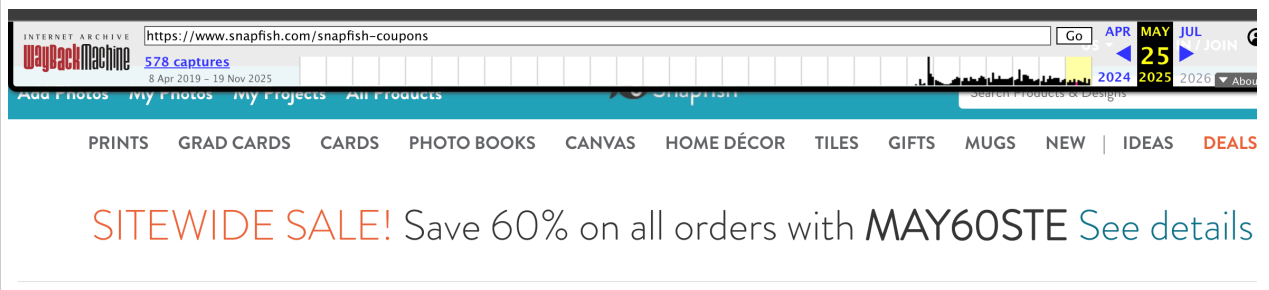 INTERNET ARCHIVE
WayBackMachine
https://www.snapfish.com/snapfish-coupons
Go
578 captures
8 Apr 2019 – 19 Nov 2025
APR MAY JUL
25
2024 2025 2026
▼ Abou
N / JOIN
Add Photos My Photos My Projects All Products
Snapfish
Search Products & Designs
PRINTS GRAD CARDS CARDS PHOTO BOOKS CANVAS HOME DÉCOR TILES GIFTS MUGS NEW | IDEAS DEALS
SITEWIDE SALE! Save 60% on all orders with MAY60STE See details